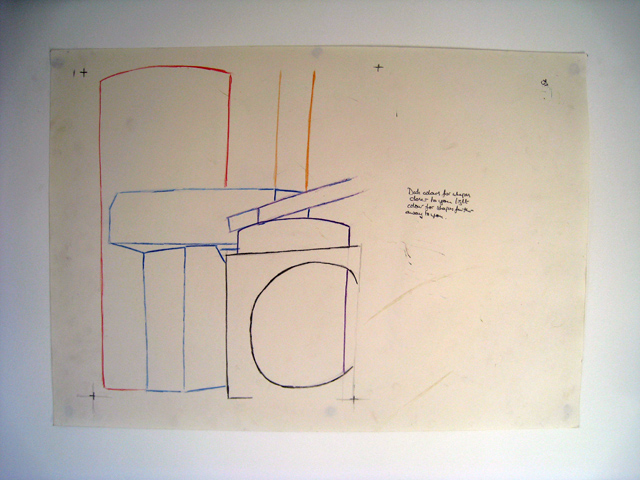 Dark colours for shapes
closer to you. Light
colour for shapes further
away to you.